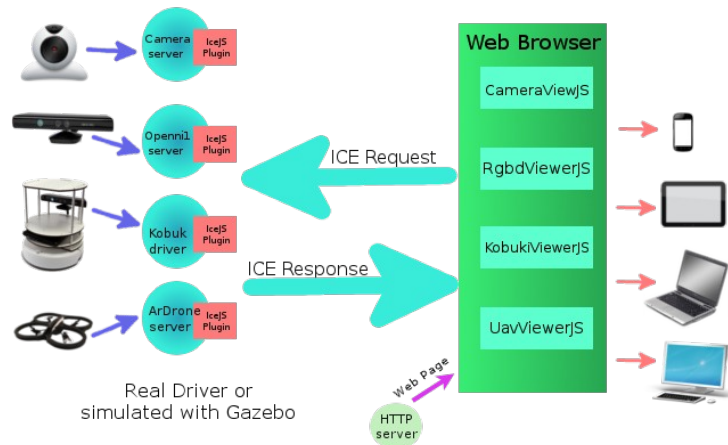 Camera
server
IceJS
Plugin
Openni1
server
IceJS
Plugin
Kobuk
driver
IceJS
Plugin
ArDrone
server
IceJS
Plugin
Real Driver or
simulated with Gazebo
ICE Request
ICE Response
Web Browser
CameraViewJS
RgbdViewerJS
KobukiViewerJS
UavViewerJS
Web Page
HTTP
server